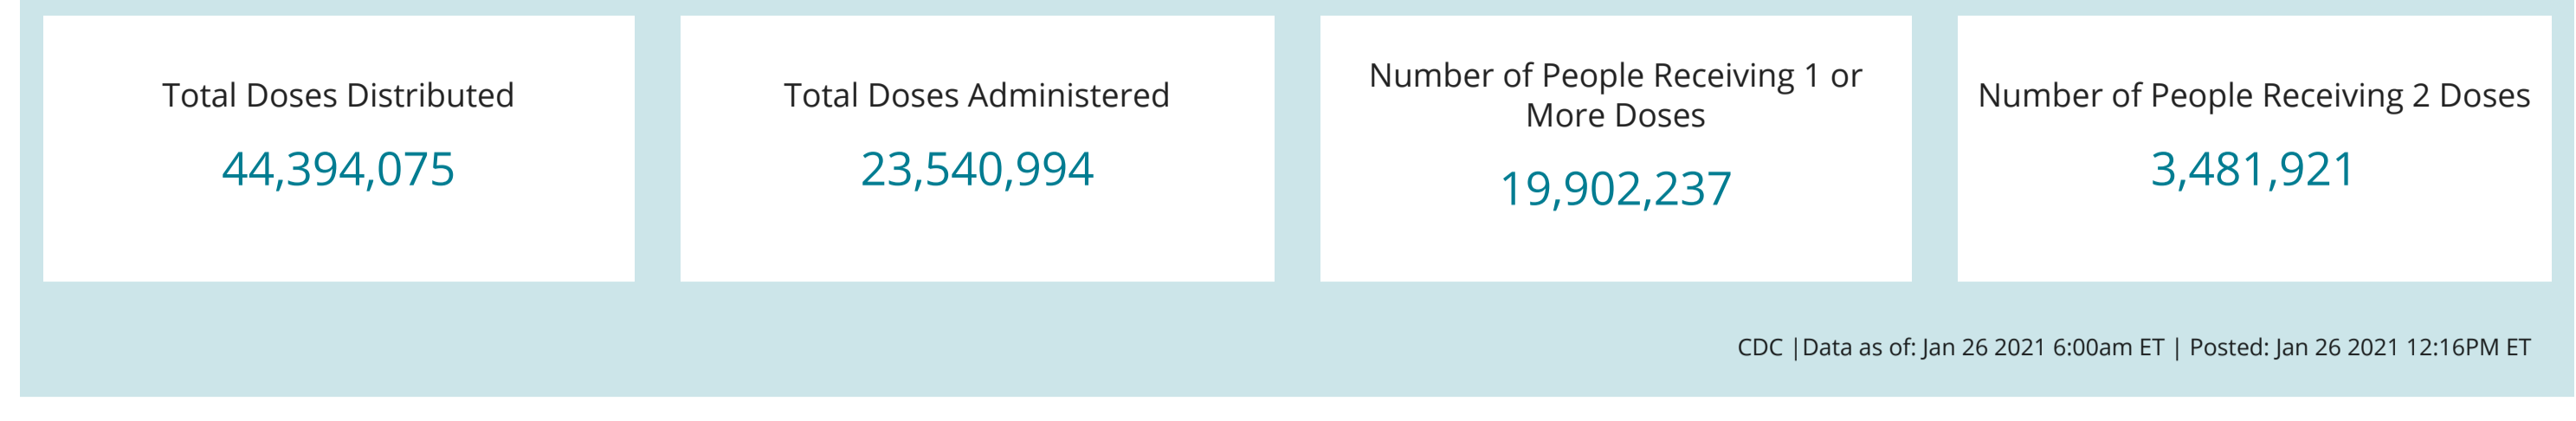 Total Doses Distributed
44,394,075
Total Doses Administered
23,540,994
Number of People Receiving 1 or
More Doses
19,902,237
Number of People Receiving 2 Doses
3,481,921
CDC |Data as of: Jan 26 2021 6:00am ET | Posted: Jan 26 2021 12:16PM ET